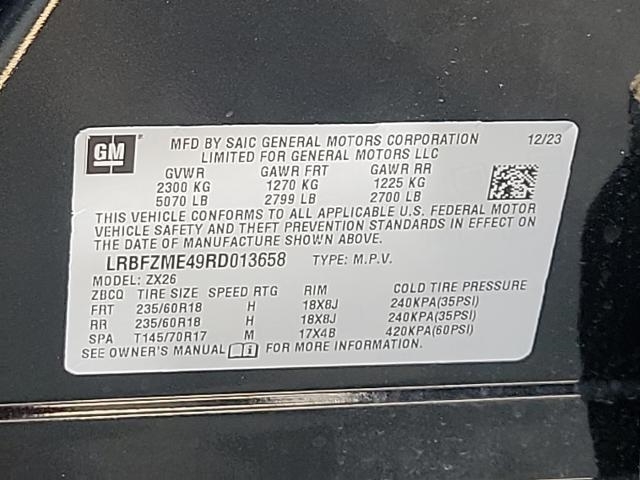 GM
MFD BY SAIC GENERAL MOTORS CORPORATION 12/23
LIMITED FOR GENERAL MOTORS LLC
GVWR GAWR FRT GAWR RR
2300 KG 1270 KG 1225 KG
5070 LB 2799 LB 2700 LB
THIS VEHICLE CONFORMS TO ALL APPLICABLE U.S. FEDERAL MOTOR
VEHICLE SAFETY AND THEFT PREVENTION STANDARDS IN EFFECT ON
THE DATE OF MANUFACTURE SHOWN ABOVE.
LRBFZME49RD013658 TYPE: M.P.V.
MODEL: ZX26
ZBCQ TIRE SIZE SPEED RTG RIM COLD TIRE PRESSURE
FRT 235/60R18 H 18X8J 240KPA(35PSI)
RR 235/60R18 H 18X8J 240KPA(35PSI)
SPA T145/70R17 M 17X4B 420KPA(60PSI)
SEE OWNER'S MANUAL FOR MORE INFORMATION.